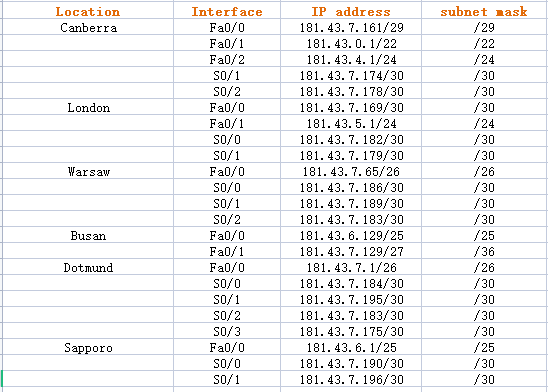 Location Interface IP address subnet mask
Canberra Fa0/0 181.43.7.161/29 /29
Fa0/1 181.43.0.1/22 /22
Fa0/2 181.43.4.1/24 /24
S0/1 181.43.7.174/30 /30
S0/2 181.43.7.178/30 /30
London Fa0/0 181.43.7.169/30 /30
Fa0/1 181.43.5.1/24 /24
S0/0 181.43.7.182/30 /30
S0/1 181.43.7.179/30 /30
Warsaw Fa0/0 181.43.7.65/26 /26
S0/0 181.43.7.186/30 /30
S0/1 181.43.7.189/30 /30
S0/2 181.43.7.183/30 /30
Busan Fa0/0 181.43.6.129/25 /25
Fa0/1 181.43.7.129/27 /36
Dotmund Fa0/0 181.43.7.1/26 /26
S0/0 181.43.7.184/30 /30
S0/1 181.43.7.195/30 /30
S0/2 181.43.7.183/30 /30
S0/3 181.43.7.175/30 /30
Sapporo Fa0/0 181.43.6.1/25 /25
S0/0 181.43.7.190/30 /30
S0/1 181.43.7.196/30 /30